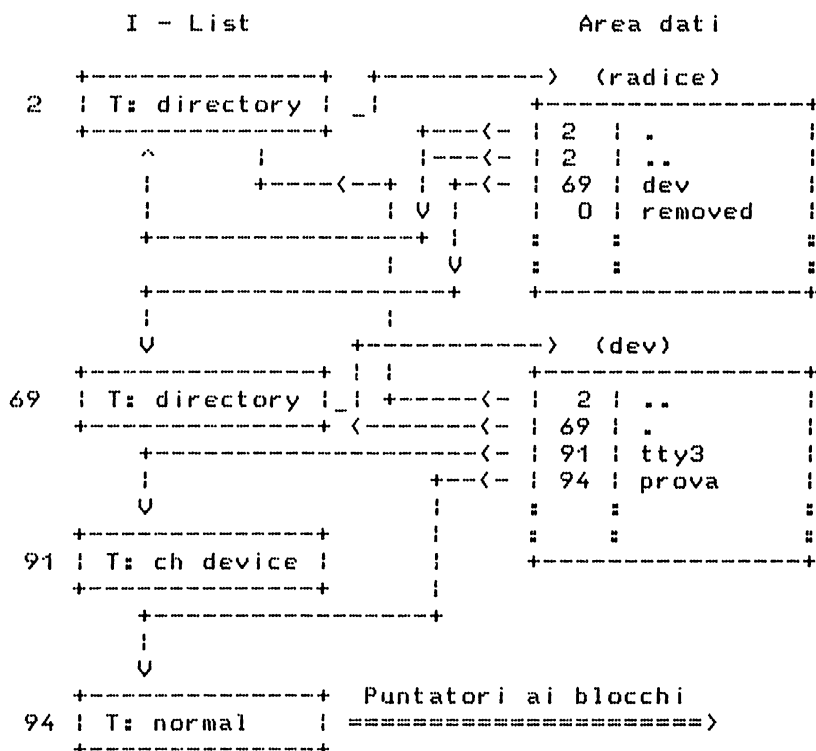 I - List                         Area dati
     +---------------+  +----------> (radice)
2    | T: directory | _|          +-----------------+
     +---------------+      +---<- | 2  | .          |
         ^      |           |---<- | 2  | ..         |
         |      +----<--+   | +-<- | 69 | dev        |
         |              |   V |    | 0  | removed    |
         +-----------------+  |    :    :            :
                        |     V    :    :            :
         +--------------------+    +-----------------+
         |              |
         V            +------------> (dev)
     +---------------+ | |         +-----------------+
69   | T: directory |_| +-----<-  | 2  | ..         |
     +---------------+ <-------<-  | 69 | .          |
         +---------------------<-  | 91 | tty3       |
         |                  +--<-  | 94 | prova      |
         V                  |      :    :            :
     +---------------+      |      :    :            :
91   | T: ch device |      |      +-----------------+
     +---------------+      |
         +------------------+
         |
         V
     +---------------+  Puntatori ai blocchi
94   | T: normal    | ======================>
     +---------------+